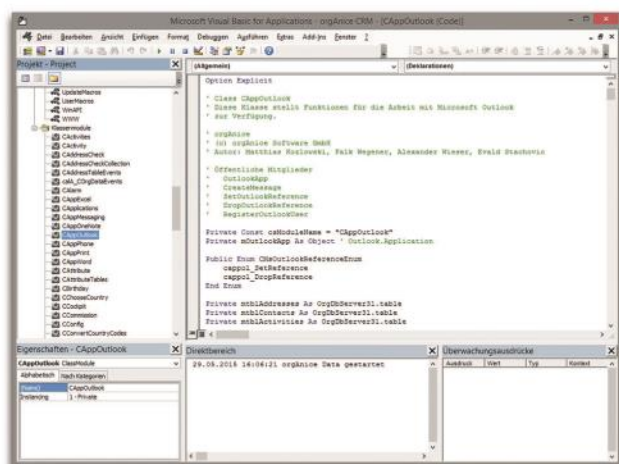 Microsoft Visual Basic for Applications - orgAnice CRM - [CAppOutlook (Code)]
Datei Bearbeiten Ansicht Einfügen Format Debuggen Ausführen Extras Add-Ins Fenster ?
Projekt - Project
UpdateMacros
UserMacros
WinAPI
WWW
Klassenmodule
CActivities
CActivity
CAddressCheck
CAddressCheckCollection
CAddressTableEvents
CAlarm
CAppExcel
CApplications
CAppMessaging
CAppOneNote
CAppOutlook
CAppPhone
CAppPrint
CAppWord
CAttribute
CAttributeTables
CBirthday
CChooseCountry
CCockpit
CCommission
CConfig
CConvertCountryCodes
(Allgemein)
(Deklarationen)
Option Explicit
' Class CAppOutlook
' Diese Klasse stellt Funktionen für die Arbeit mit Microsoft Outlook
' zur Verfügung.
' orgAnice
' (c) orgAnice Software GmbH
' Autor: Matthias Kozlowski, Falk Wegener, Alexander Wieser, Evald Stachovic
' Öffentliche Mitglieder
' OutlookApp
' CreateMessage
' SetOutlookReference
' DropOutlookReference
' RegisterOutlookUser
Private Const csModuleName = "CAppOutlook"
Private mOutlookApp As Object ' Outlook.Application
Public Enum CMsOutlookReferenceEnum
cappol_SetReference
cappol_DropReference
End Enum
Private mtblAddresses As OrgDbServer31.table
Private mtblContacts As OrgDbServer31.table
Private mtblActivities As OrgDbServer31.table
Eigenschaften - CAppOutlook
CAppOutlook ClassModule
Alphabetisch Nach Kategorien
(Name) CAppOutlook
Instancing 1 - Private
Direktbereich
29.05.2015 16:06:21 orgAnice Data gestartet
Überwachungsausdrücke
Ausdruck Wert Typ Kontext